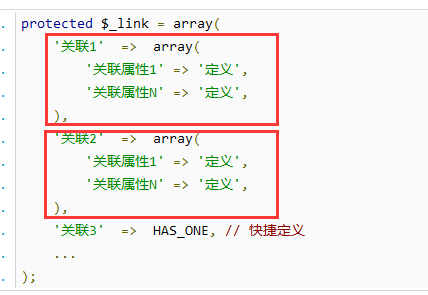 protected $_link = array(
    '关联1'  =>  array(
        '关联属性1' => '定义',
        '关联属性N' => '定义',
    ),
    '关联2'  =>  array(
        '关联属性1' => '定义',
        '关联属性N' => '定义',
    ),
    '关联3'  =>  HAS_ONE, // 快捷定义
    ...
);